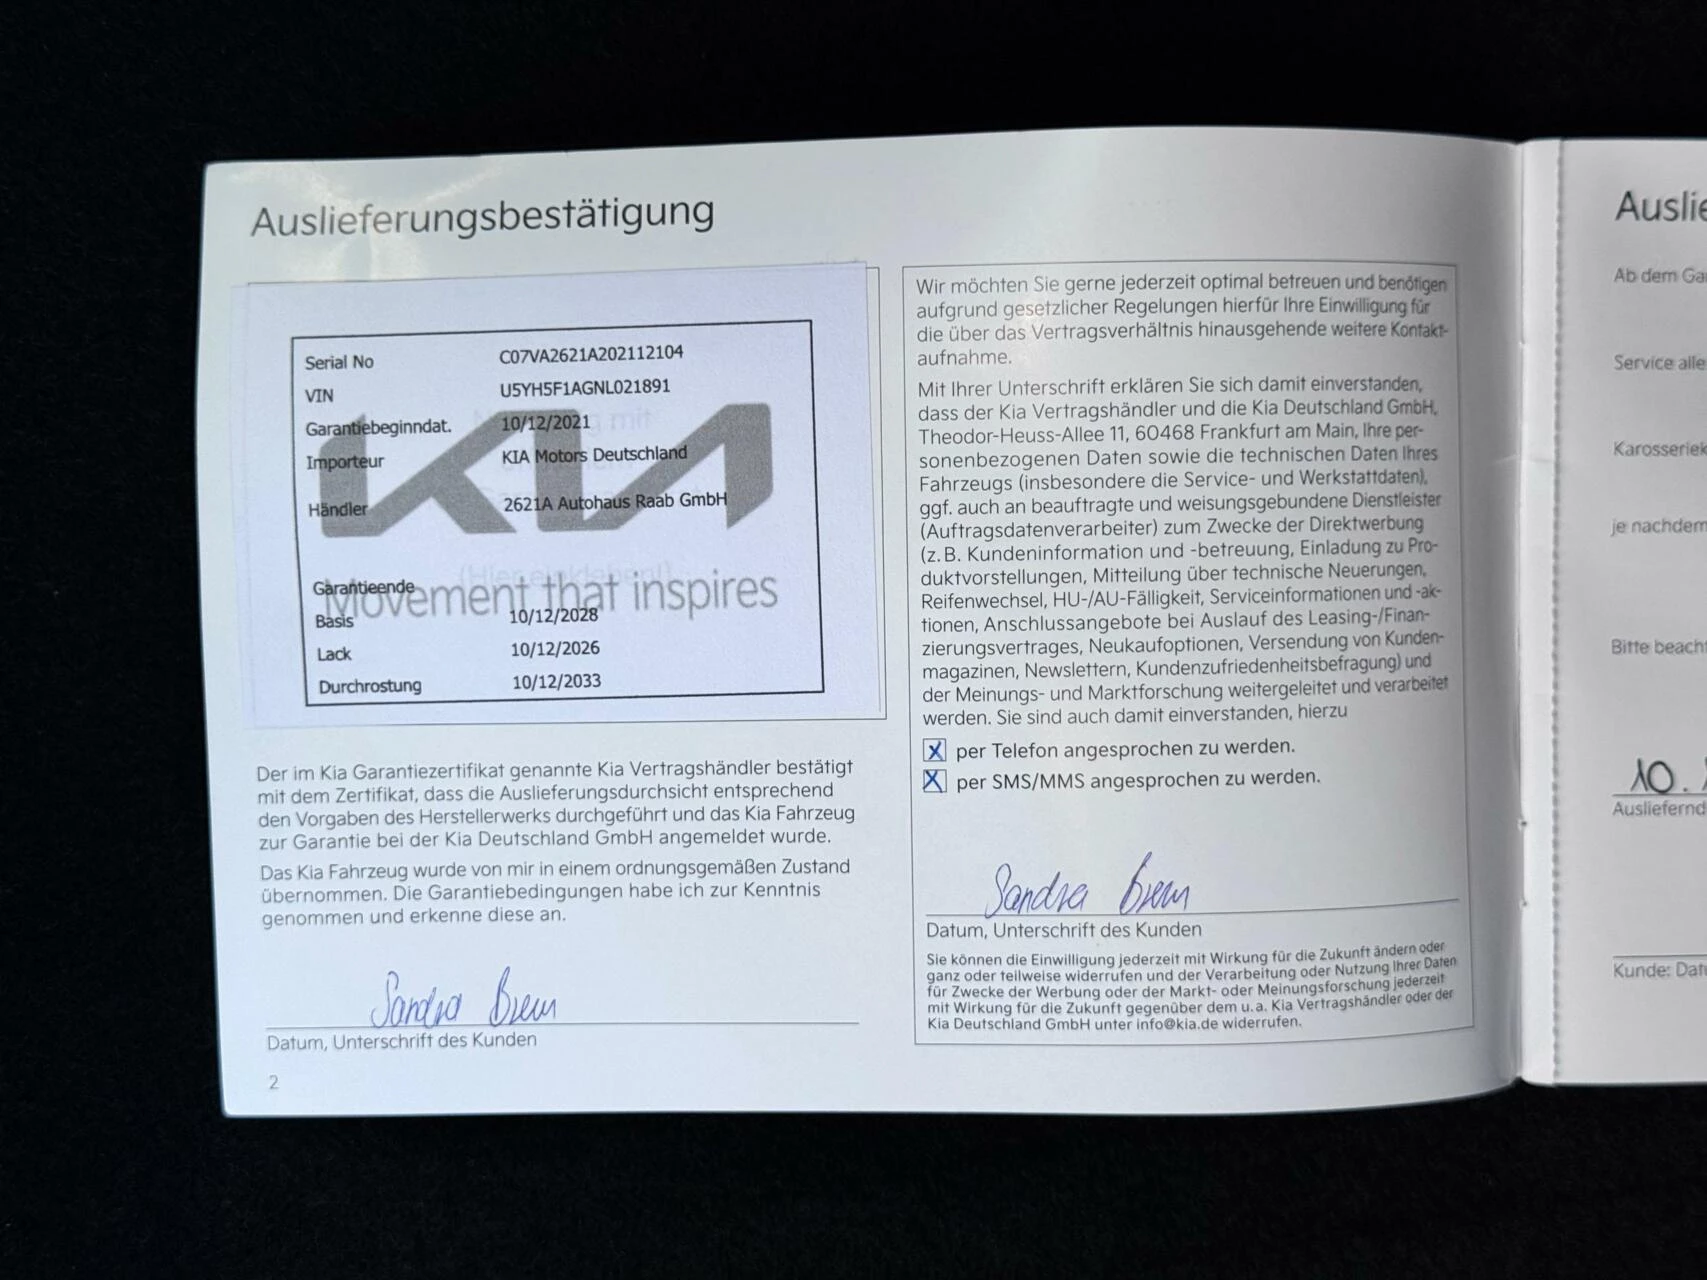 Auslieferungsbestätigung
Serial No C07VA2621A202112104
VIN U5YH5F1AGNL021891
Garantiebeginndat. 10/12/2021
Importeur KIA Motors Deutschland
Händler 2621A Autohaus Raab GmbH
KIA
Garantieende
Movement that inspires
Basis 10/12/2028
Lack 10/12/2026
Durchrostung 10/12/2033
Der im Kia Garantiezertifikat genannte Kia Vertragshändler bestätigt
mit dem Zertifikat, dass die Auslieferungsdurchsicht entsprechend
den Vorgaben des Herstellerwerks durchgeführt und das Kia Fahrzeug
zur Garantie bei der Kia Deutschland GmbH angemeldet wurde.
Das Kia Fahrzeug wurde von mir in einem ordnungsgemäßen Zustand
übernommen. Die Garantiebedingungen habe ich zur Kenntnis
genommen und erkenne diese an.
Sandra
Datum, Unterschrift des Kunden
2
Wir möchten Sie gerne jederzeit optimal betreuen und benötigen
aufgrund gesetzlicher Regelungen hierfür Ihre Einwilligung für
die über das Vertragsverhältnis hinausgehende weitere Kontakt-
aufnahme.
Mit Ihrer Unterschrift erklären Sie sich damit einverstanden,
dass der Kia Vertragshändler und die Kia Deutschland GmbH,
Theodor-Heuss-Allee 11, 60468 Frankfurt am Main, Ihre per-
sonenbezogenen Daten sowie die technischen Daten Ihres
Fahrzeugs (insbesondere die Service- und Werkstattdaten),
ggf. auch an beauftragte und weisungsgebundene Dienstleister
(Auftragsdatenverarbeiter) zum Zwecke der Direktwerbung
(z. B. Kundeninformation und -betreuung, Einladung zu Pro-
duktvorstellungen, Mitteilung über technische Neuerungen,
Reifenwechsel, HU-/AU-Fälligkeit, Serviceinformationen und -ak-
tionen, Anschlussangebote bei Auslauf des Leasing-/Finan-
zierungsvertrages, Neukaufoptionen, Versendung von Kunden-
magazinen, Newslettern, Kundenzufriedenheitsbefragung) und
der Meinungs- und Marktforschung weitergeleitet und verarbeitet
werden. Sie sind auch damit einverstanden, hierzu
X per Telefon angesprochen zu werden.
X per SMS/MMS angesprochen zu werden.
Sandra
Datum, Unterschrift des Kunden
Sie können die Einwilligung jederzeit mit Wirkung für die Zukunft ändern oder
ganz oder teilweise widerrufen und der Verarbeitung oder Nutzung Ihrer Daten
für Zwecke der Werbung oder der Markt- oder Meinungsforschung jederzeit
mit Wirkung für die Zukunft gegenüber dem u. a. Kia Vertragshändler oder der
Kia Deutschland GmbH unter info@kia.de widerrufen.
Auslie
Ab dem Ga
Service alle
Karosseriek
je nachdem
Bitte beach
10.
Ausliefernd
Kunde: Dat